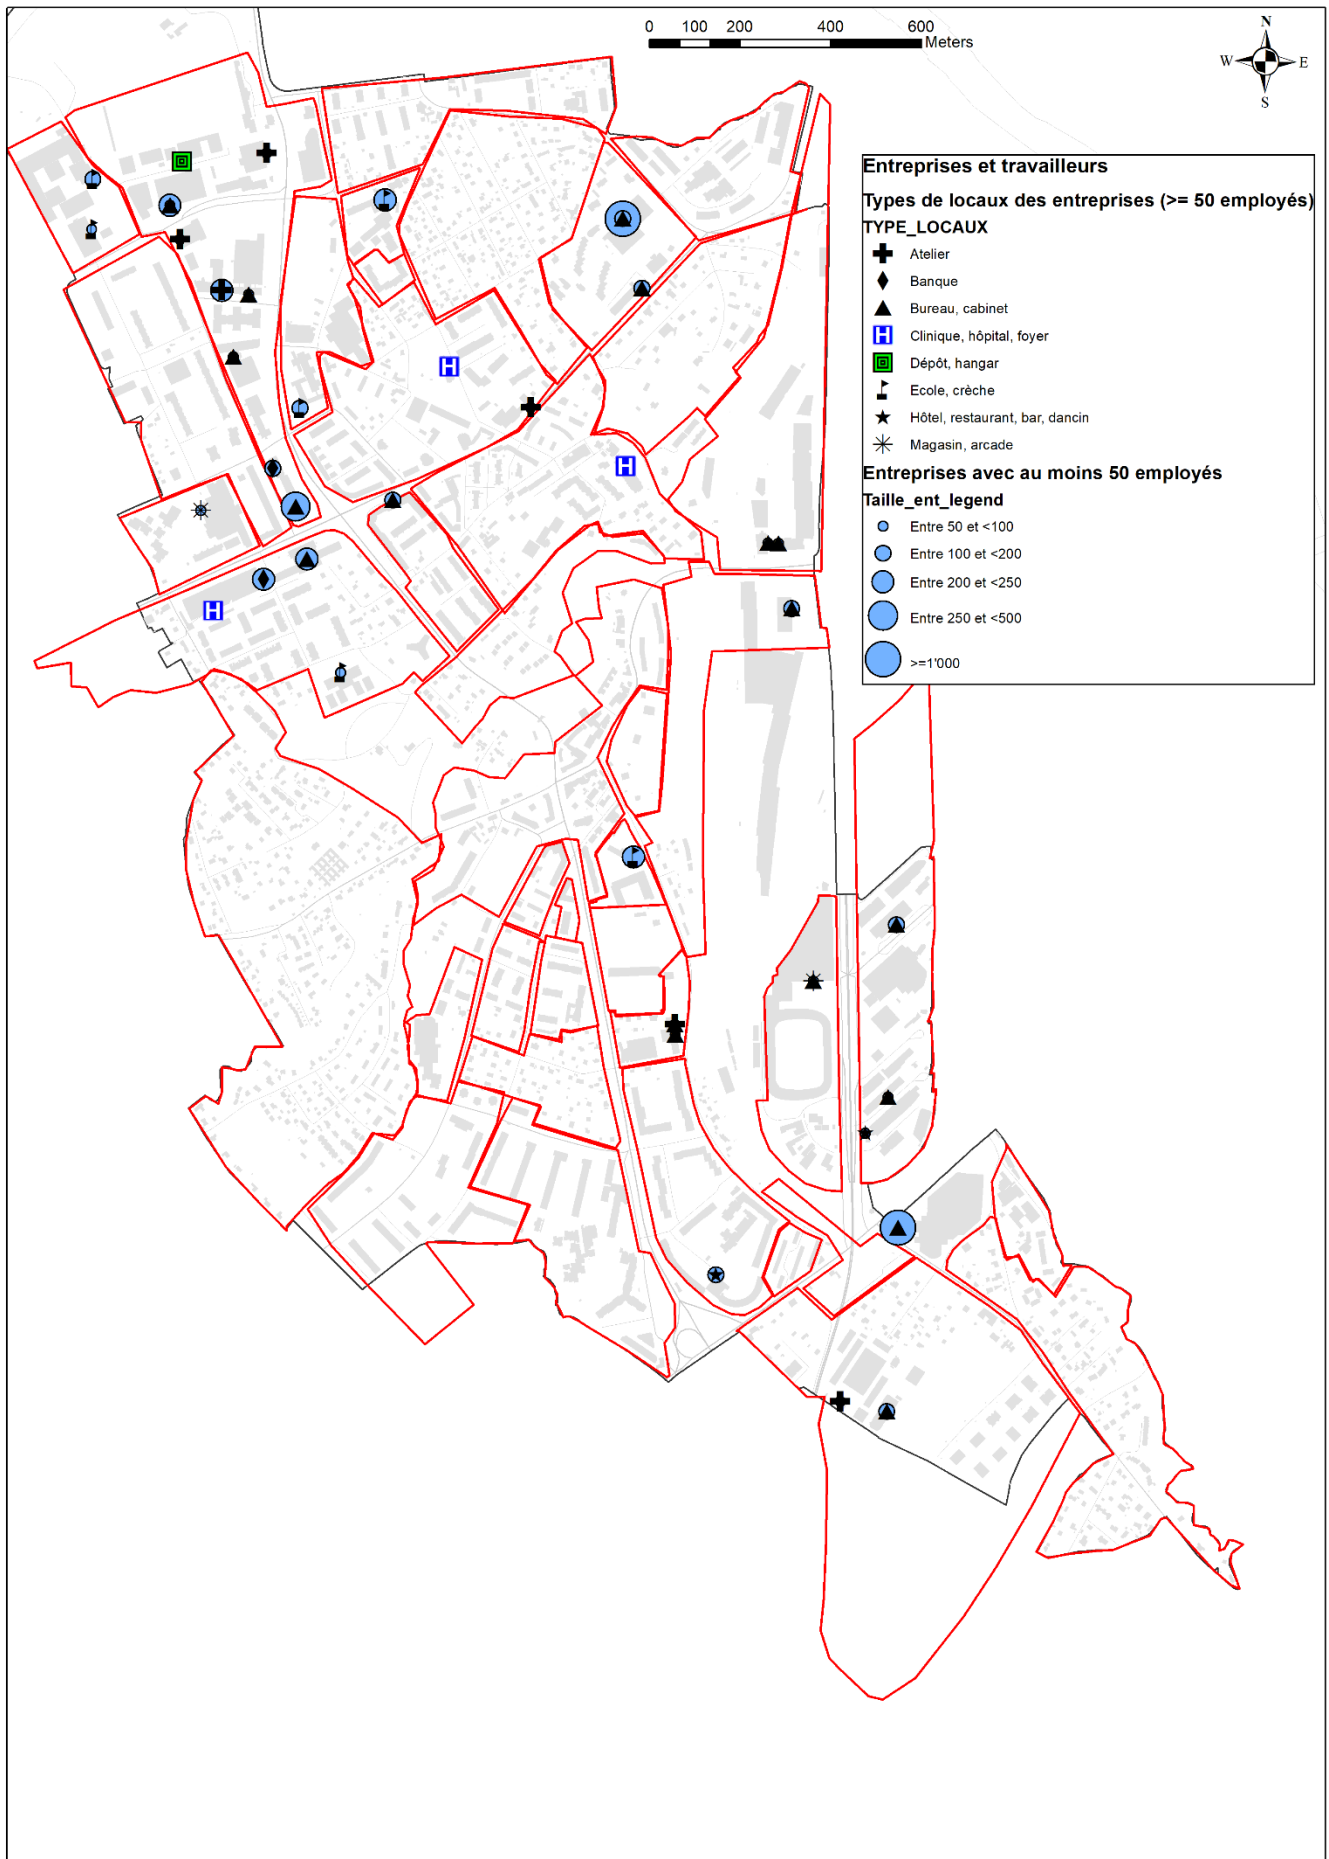 0 100 200 400 600
Meters
N
W E
S
Entreprises et travailleurs
Types de locaux des entreprises (>= 50 employés)
TYPE_LOCAUX
Atelier
Banque
Bureau, cabinet
H Clinique, hôpital, foyer
Dépôt, hangar
Ecole, crèche
Hôtel, restaurant, bar, dancin
Magasin, arcade
Entreprises avec au moins 50 employés
Taille_ent_legend
Entre 50 et <100
Entre 100 et <200
Entre 200 et <250
Entre 250 et <500
>=1'000
H
H
H